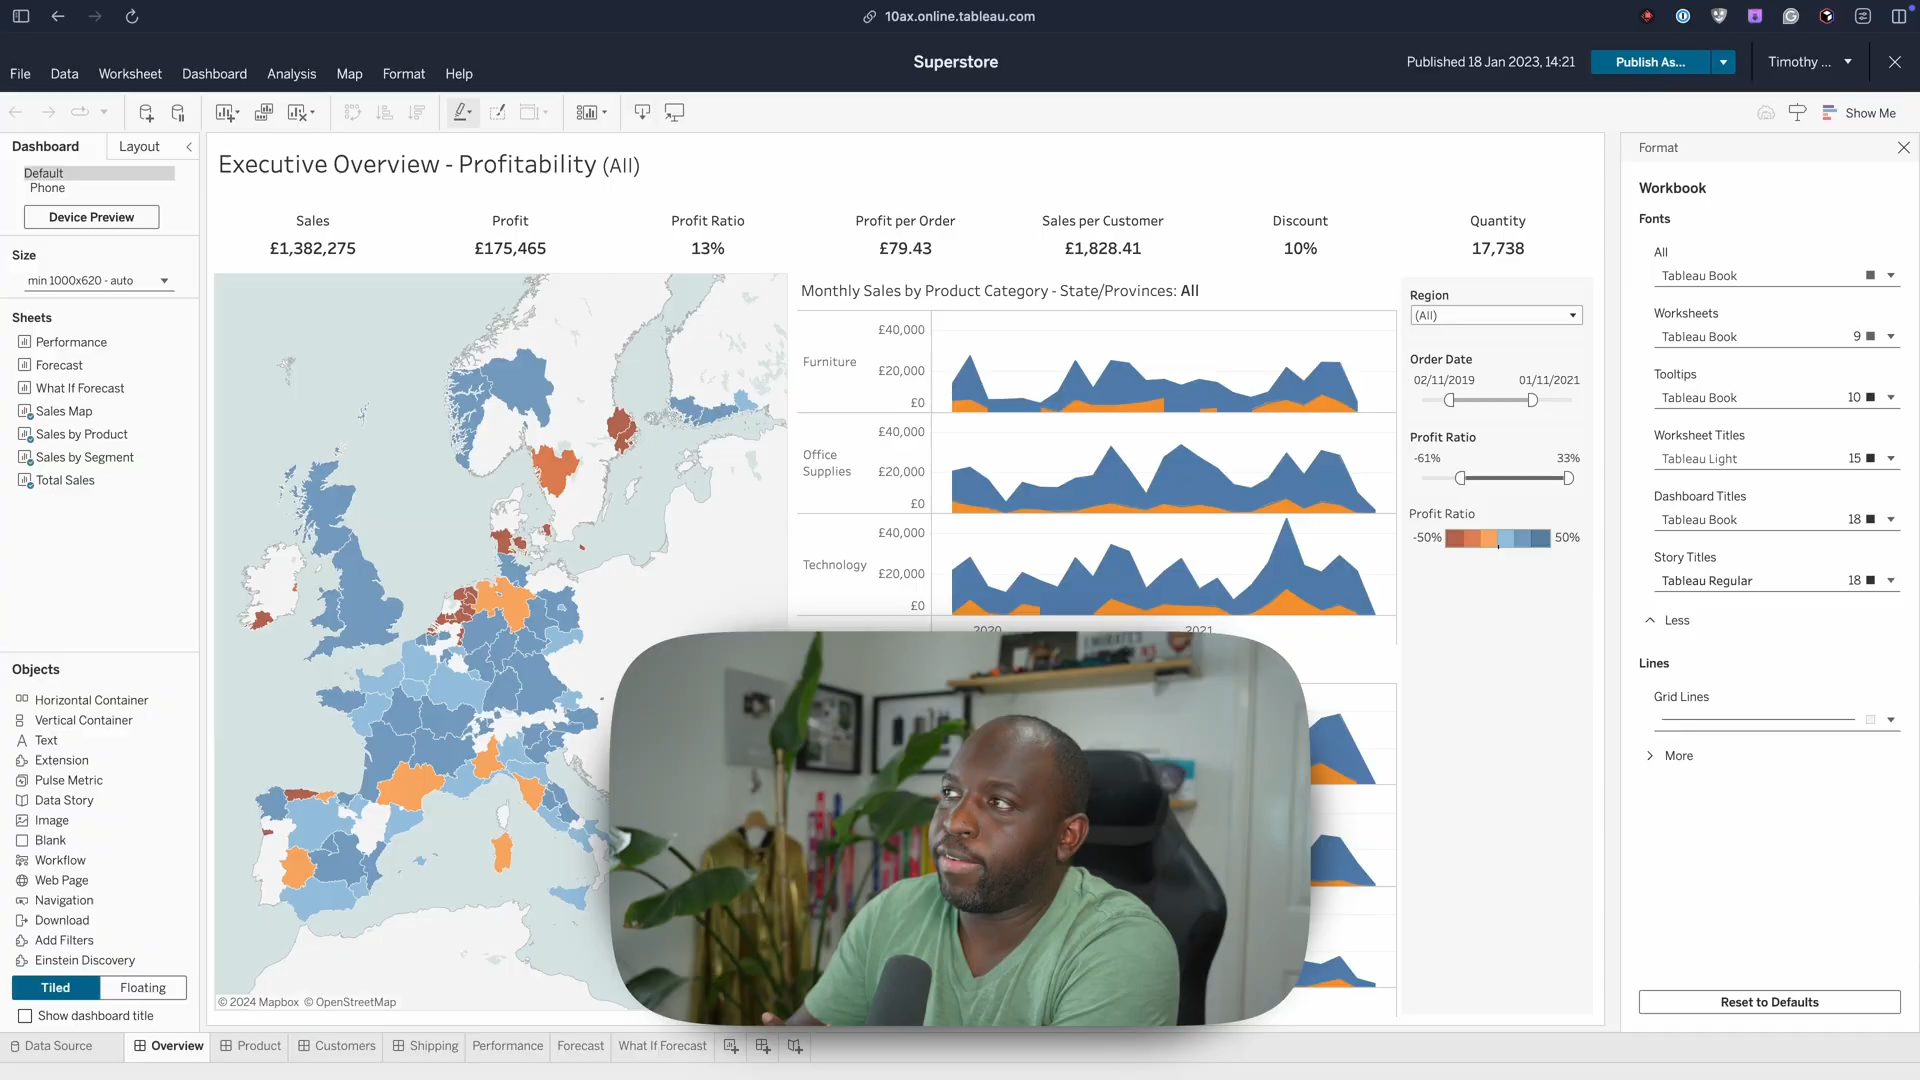 10ax.online.tableau.com
Superstore
Published 18 Jan 2023, 14:21
Publish As...
Timothy ...
File Data Worksheet Dashboard Analysis Map Format Help
Show Me
Dashboard Layout
Default
Phone
Device Preview
Size
min 1000x620 - auto
Sheets
Performance
Forecast
What If Forecast
Sales Map
Sales by Product
Sales by Segment
Total Sales
Objects
Horizontal Container
Vertical Container
Text
Extension
Pulse Metric
Data Story
Image
Blank
Workflow
Web Page
Navigation
Download
Add Filters
Einstein Discovery
Tiled Floating
Show dashboard title
Executive Overview - Profitability (All)
Sales Profit Profit Ratio Profit per Order Sales per Customer Discount Quantity
£1,382,275 £175,465 13% £79.43 £1,828.41 10% 17,738
© 2024 Mapbox © OpenStreetMap
Monthly Sales by Product Category - State/Provinces: All
Furniture
£40,000
£20,000
£0
Office
Supplies
£40,000
£20,000
£0
Technology
£40,000
£20,000
£0
2020 2021
Region
(All)
Order Date
02/11/2019 01/11/2021
Profit Ratio
-61% 33%
Profit Ratio
-50% 50%
Format
Workbook
Fonts
All
Tableau Book
Worksheets
Tableau Book 9
Tooltips
Tableau Book 10
Worksheet Titles
Tableau Light 15
Dashboard Titles
Tableau Book 18
Story Titles
Tableau Regular 18
Less
Lines
Grid Lines
More
Reset to Defaults
Data Source Overview Product Customers Shipping Performance Forecast What If Forecast